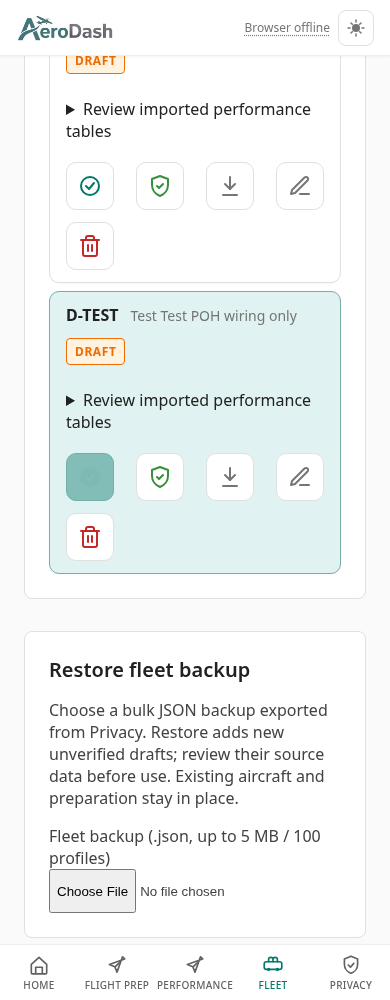 AeroDash
Browser offline
DRAFT
▶ Review imported performance
tables
D-TEST Test Test POH wiring only
DRAFT
▶ Review imported performance
tables
Restore fleet backup
Choose a bulk JSON backup exported
from Privacy. Restore adds new
unverified drafts; review their source
data before use. Existing aircraft and
preparation stay in place.
Fleet backup (.json, up to 5 MB / 100
profiles)
Choose File No file chosen
HOME FLIGHT PREP PERFORMANCE FLEET PRIVACY